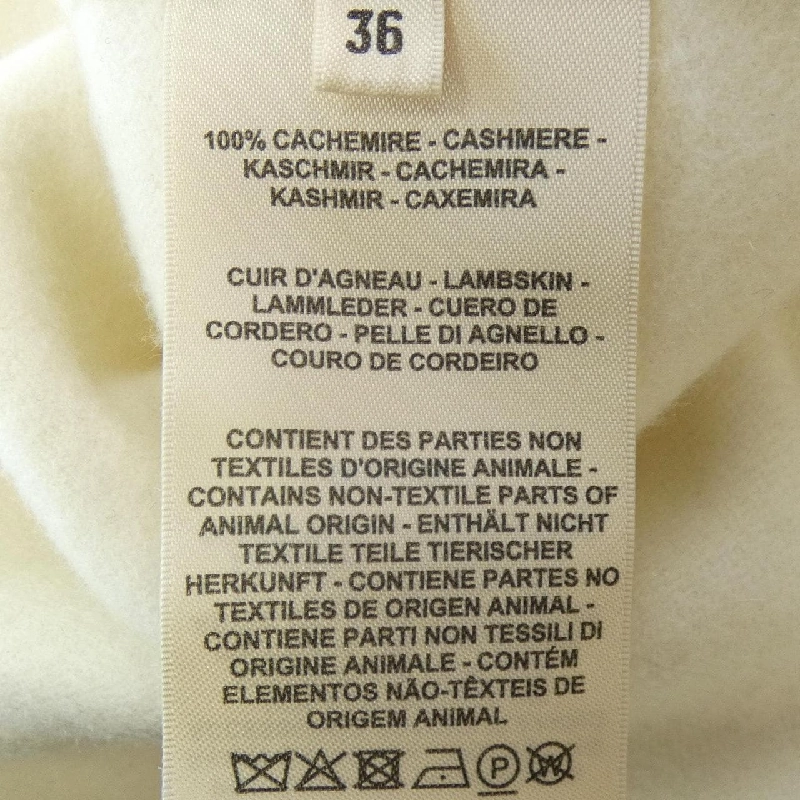 36
100% CACHEMIRE - CASHMERE -
KASCHMIR - CACHEMIRA -
KASHMIR - CAXEMIRA
CUIR D'AGNEAU - LAMBSKIN -
LAMMLEDER - CUERO DE
CORDERO - PELLE DI AGNELLO -
COURO DE CORDEIRO
CONTIENT DES PARTIES NON
TEXTILES D'ORIGINE ANIMALE -
CONTAINS NON-TEXTILE PARTS OF
ANIMAL ORIGIN - ENTHÄLT NICHT
TEXTILE TEILE TIERISCHER
HERKUNFT - CONTIENE PARTES NO
TEXTILES DE ORIGEN ANIMAL -
CONTIENE PARTI NON TESSILI DI
ORIGINE ANIMALE - CONTÉM
ELEMENTOS NÃO-TÊXTEIS DE
ORIGEM ANIMAL
P W